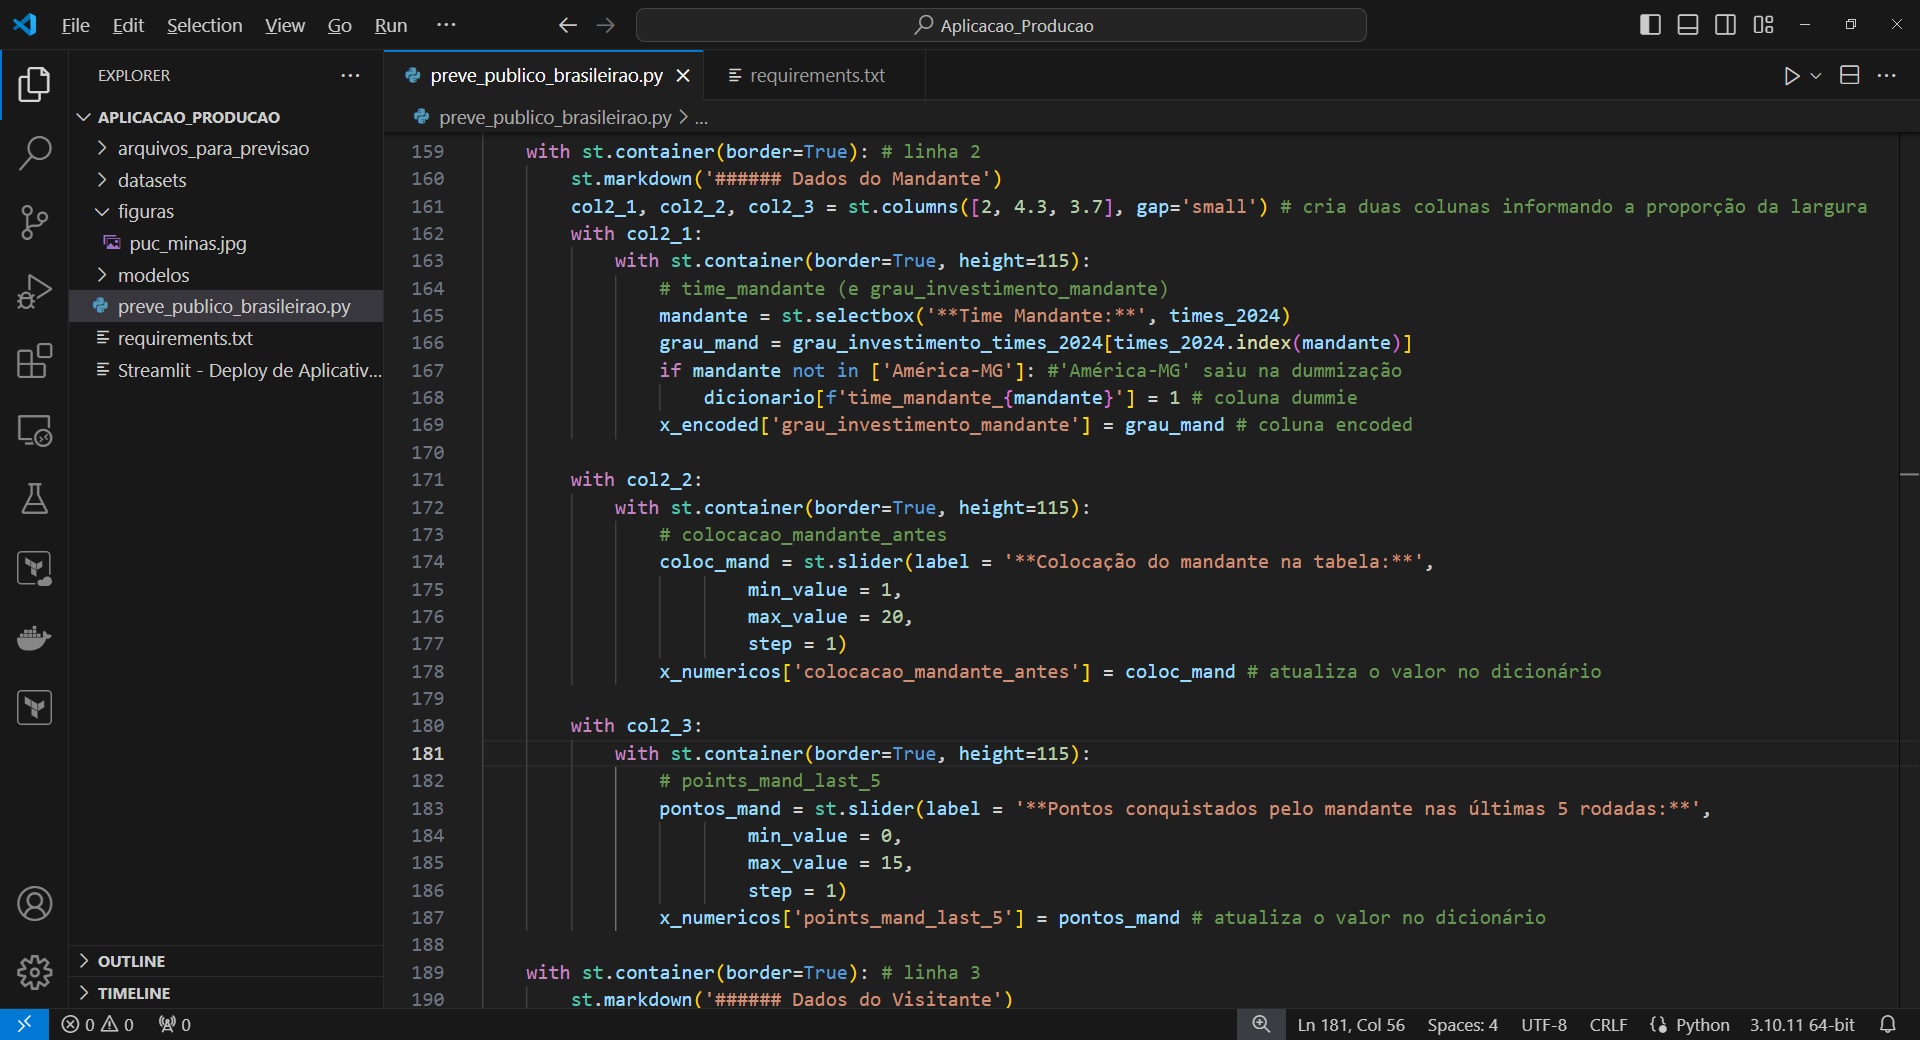 File Edit Selection View Go Run ···
Aplicacao_Producao
EXPLORER ···
APLICACAO_PRODUCAO
arquivos_para_previsao
datasets
figuras
puc_minas.jpg
modelos
preve_publico_brasileirao.py
requirements.txt
Streamlit - Deploy de Aplicativ...
OUTLINE
TIMELINE
preve_publico_brasileirao.py requirements.txt
preve_publico_brasileirao.py > ...
159 with st.container(border=True): # linha 2
160 st.markdown('###### Dados do Mandante')
161 col2_1, col2_2, col2_3 = st.columns([2, 4.3, 3.7], gap='small') # cria duas colunas informando a proporção da largura
162 with col2_1:
163 with st.container(border=True, height=115):
164 # time_mandante (e grau_investimento_mandante)
165 mandante = st.selectbox('**Time Mandante:**', times_2024)
166 grau_mand = grau_investimento_times_2024[times_2024.index(mandante)]
167 if mandante not in ['América-MG']: #'América-MG' saiu na dummização
168 dicionario[f'time_mandante_{mandante}'] = 1 # coluna dummie
169 x_encoded['grau_investimento_mandante'] = grau_mand # coluna encoded
170
171 with col2_2:
172 with st.container(border=True, height=115):
173 # colocacao_mandante_antes
174 coloc_mand = st.slider(label = '**Colocação do mandante na tabela:**',
175 min_value = 1,
176 max_value = 20,
177 step = 1)
178 x_numericos['colocacao_mandante_antes'] = coloc_mand # atualiza o valor no dicionário
179
180 with col2_3:
181 with st.container(border=True, height=115):
182 # points_mand_last_5
183 pontos_mand = st.slider(label = '**Pontos conquistados pelo mandante nas últimas 5 rodadas:**',
184 min_value = 0,
185 max_value = 15,
186 step = 1)
187 x_numericos['points_mand_last_5'] = pontos_mand # atualiza o valor no dicionário
188
189 with st.container(border=True): # linha 3
190 st.markdown('###### Dados do Visitante')
0 0 0
Ln 181, Col 56 Spaces: 4 UTF-8 CRLF Python 3.10.11 64-bit